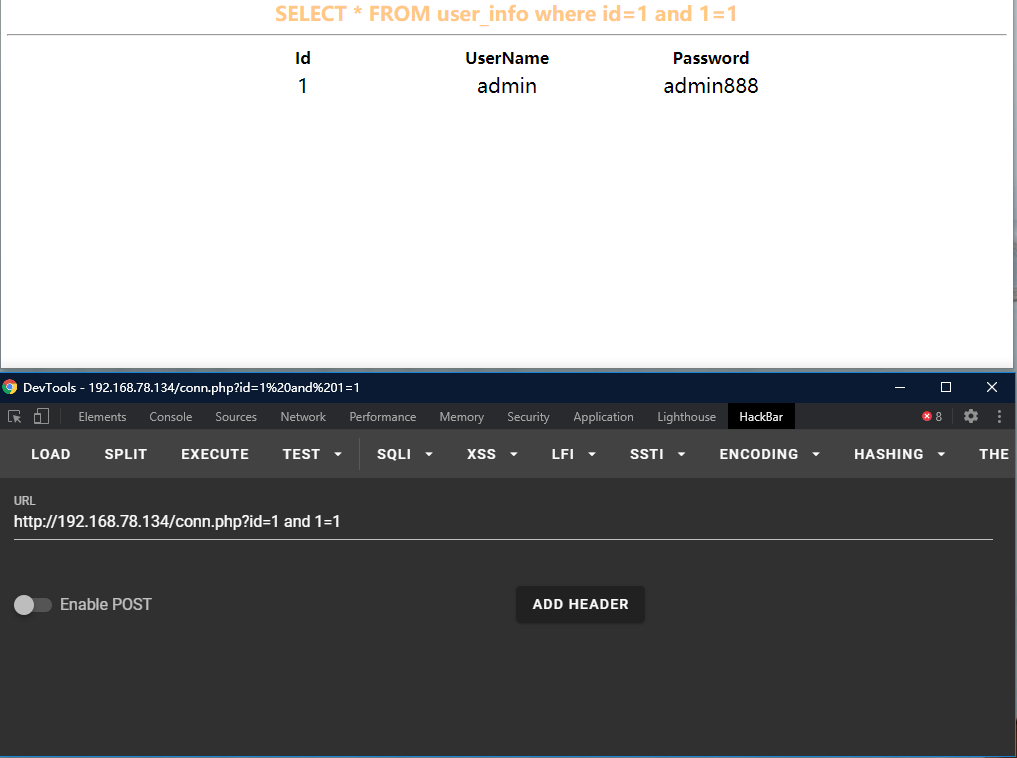 SELECT * FROM user_info where id=1 and 1=1
Id UserName Password
1 admin admin888
DevTools - 192.168.78.134/conn.php?id=1%20and%201=1
Elements Console Sources Network Performance Memory Security Application Lighthouse HackBar 8
LOAD SPLIT EXECUTE TEST SQLI XSS LFI SSTI ENCODING HASHING THE
URL
http://192.168.78.134/conn.php?id=1 and 1=1
Enable POST ADD HEADER